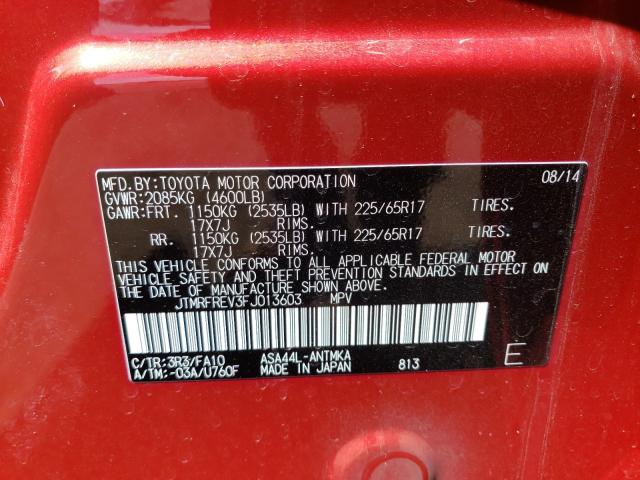 MFD.BY:TOYOTA MOTOR CORPORATION 08/14
GVWR:2085KG (4600LB)
GAWR:FRT. 1150KG (2535LB) WITH 225/65R17 TIRES.
17X7J RIMS.
RR. 1150KG (2535LB) WITH 225/65R17 TIRES.
17X7J RIMS.
THIS VEHICLE CONFORMS TO ALL APPLICABLE FEDERAL MOTOR
VEHICLE SAFETY AND THEFT PREVENTION STANDARDS IN EFFECT ON
THE DATE OF MANUFACTURE SHOWN ABOVE.
JTMRFREV3FJ013603 MPV
C/TR:3R3/FA10 ASA44L-ANTMKA E
A/TM:-03A/U760F MADE IN JAPAN 813